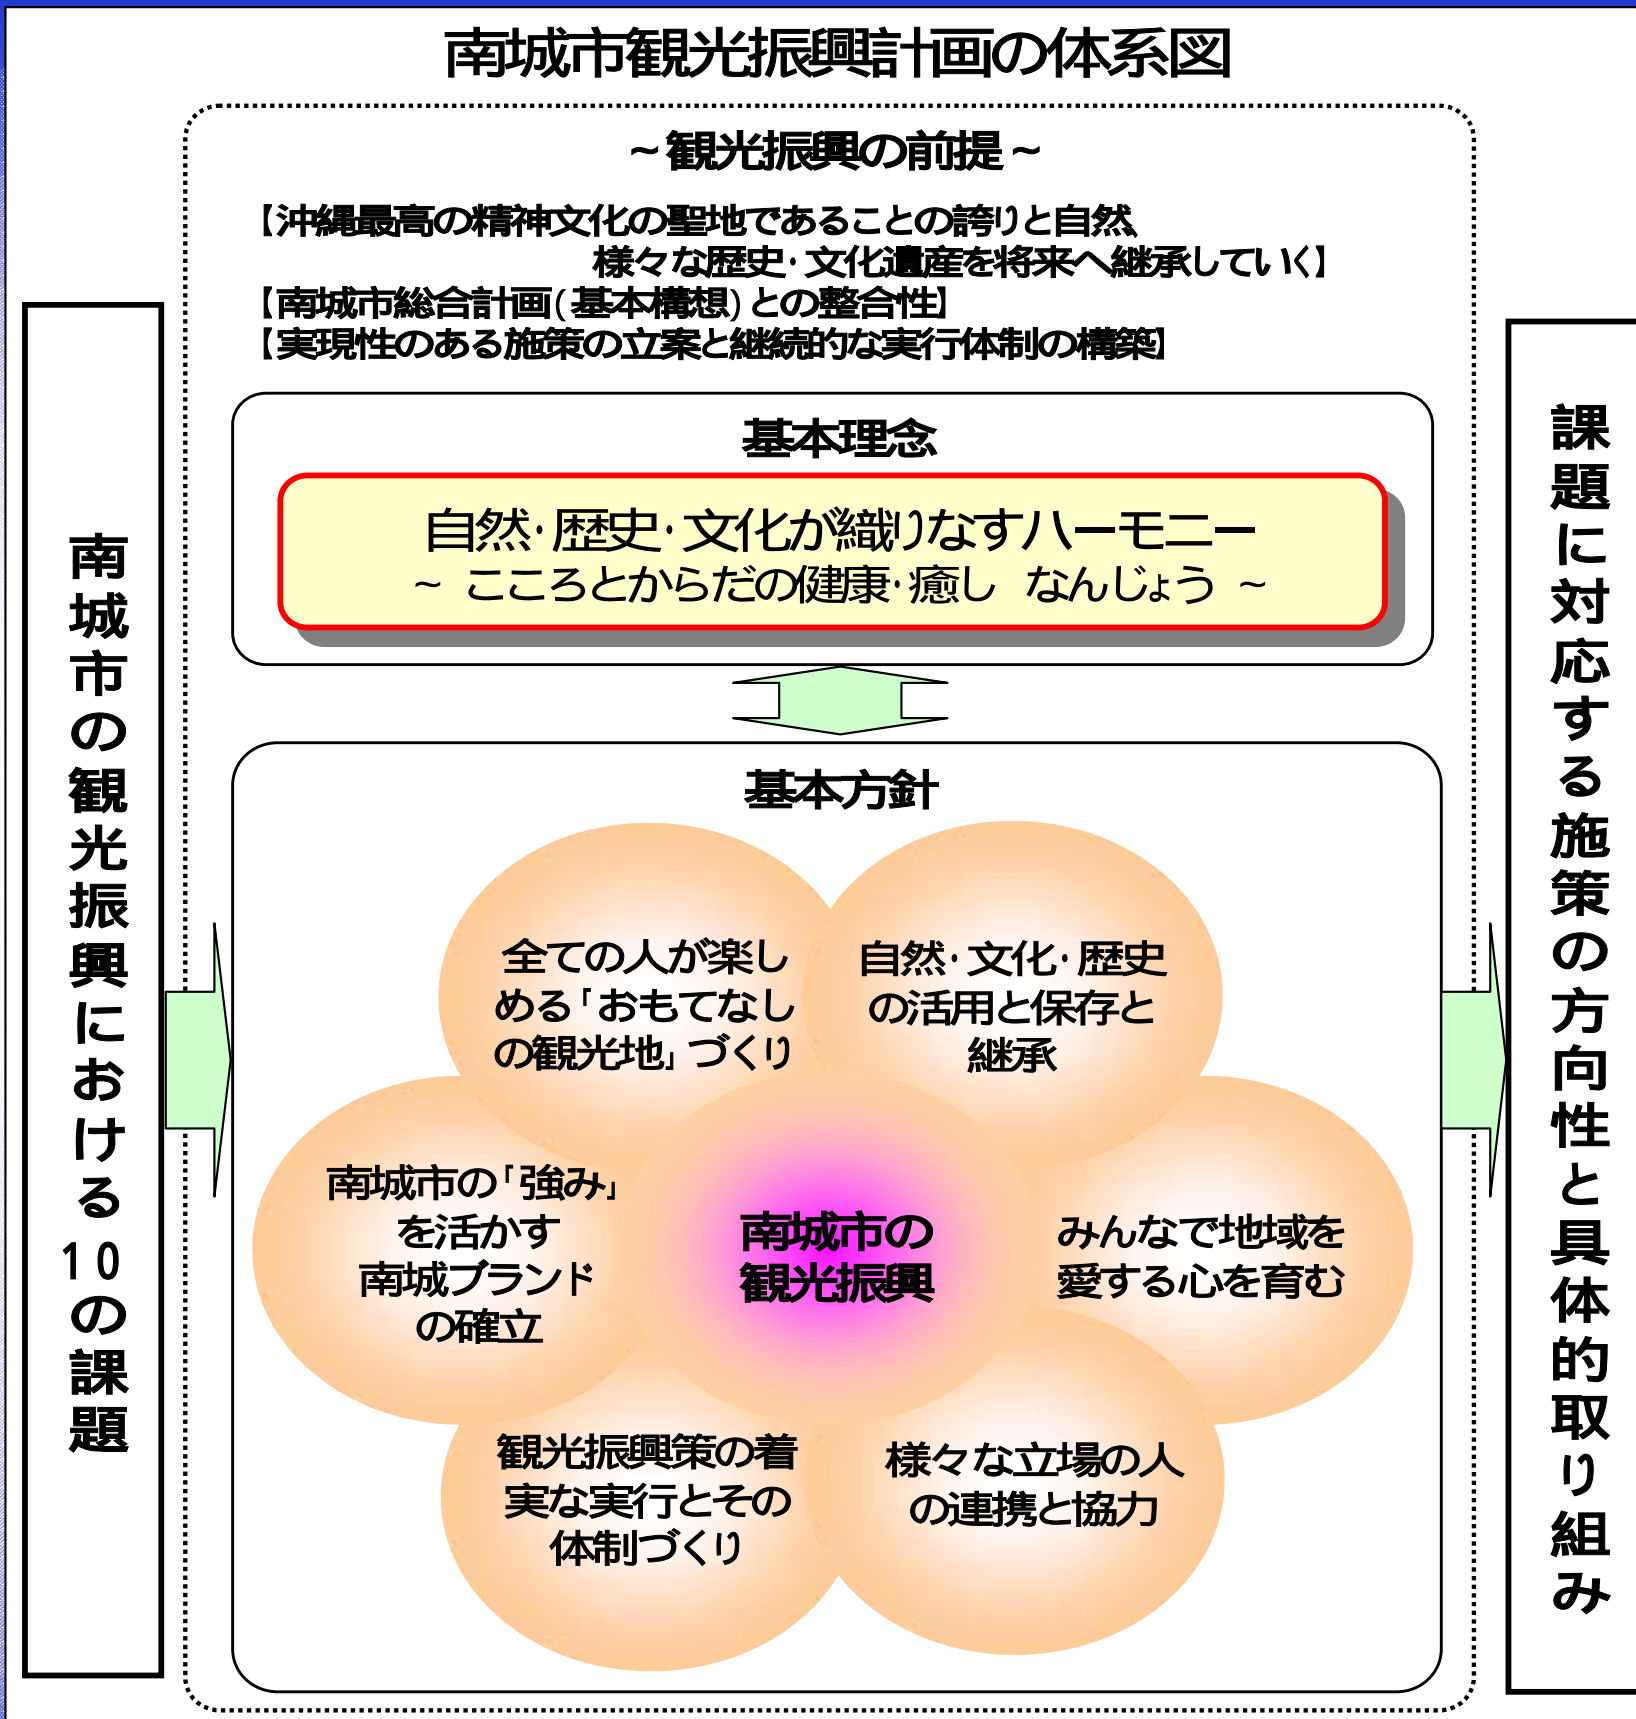 南城市観光振興計画の体系図
~観光振興の前提~
【沖縄最高の精神文化の聖地であることの誇りと自然、
様々な歴史・文化遺産を将来へ継承していく】
【南城市総合計画(基本構想)との整合性】
【実現性のある施策の立案と継続的な実行体制の構築】
基本理念
自然・歴史・文化が織りなすハーモニー
~ こころとからだの健康・癒し なんじょう ~
南城市の観光振興における10の課題
基本方針
全ての人が楽し
める「おもてなし
の観光地」づくり
自然・文化・歴史
の活用と保存と
継承
南城市の「強み」
を活かす
南城ブランド
の確立
南城市の
観光振興
みんなで地域を
愛する心を育む
観光振興策の着
実な実行とその
体制づくり
様々な立場の人
の連携と協力
課題に対応する施策の方向性と具体的取り組み